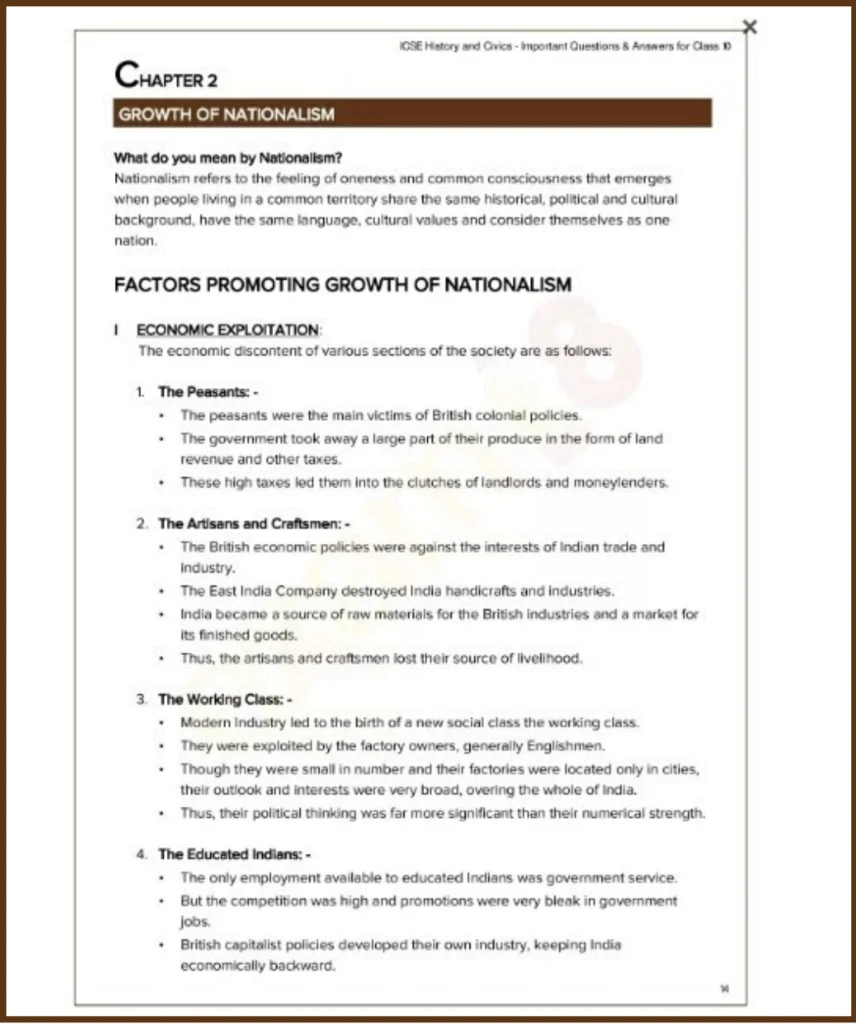 ICSE History and Civics - Important Questions & Answers for Class 10
CHAPTER 2
GROWTH OF NATIONALISM
What do you mean by Nationalism?
Nationalism refers to the feeling of oneness and common consciousness that emerges
when people living in a common territory share the same historical, political and cultural
background, have the same language, cultural values and consider themselves as one
nation.
FACTORS PROMOTING GROWTH OF NATIONALISM
I ECONOMIC EXPLOITATION:
The economic discontent of various sections of the society are as follows:
1. The Peasants: -
• The peasants were the main victims of British colonial policies.
• The government took away a large part of their produce in the form of land
revenue and other taxes.
• These high taxes led them into the clutches of landlords and moneylenders.
2. The Artisans and Craftsmen: -
• The British economic policies were against the interests of Indian trade and
industry.
• The East India Company destroyed India handicrafts and industries.
• India became a source of raw materials for the British industries and a market for
its finished goods.
• Thus, the artisans and craftsmen lost their source of livelihood.
3. The Working Class: -
• Modern Industry led to the birth of a new social class the working class.
• They were exploited by the factory owners, generally Englishmen.
• Though they were small in number and their factories were located only in cities,
their outlook and interests were very broad, overing the whole of India.
• Thus, their political thinking was far more significant than their numerical strength.
4. The Educated Indians: -
• The only employment available to educated Indians was government service.
• But the competition was high and promotions were very bleak in government
jobs.
• British capitalist policies developed their own industry, keeping India
economically backward.
14